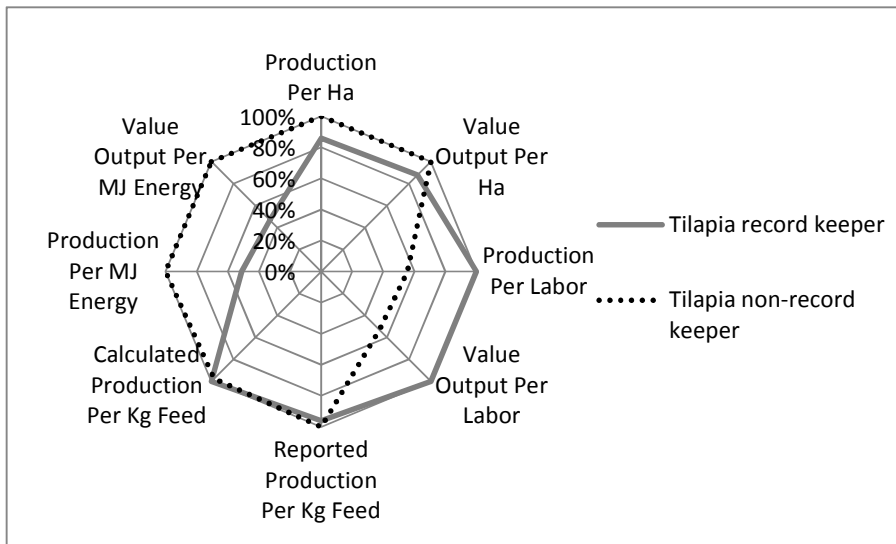 Production
Per Ha
Value
Output Per
Ha
Production
Per Labor
Value
Output Per
Labor
Reported
Production
Per Kg Feed
Calculated
Production
Per Kg Feed
Production
Per MJ
Energy
Value
Output Per
MJ Energy
100%
80%
60%
40%
20%
0%
Tilapia record keeper
Tilapia non-record
keeper